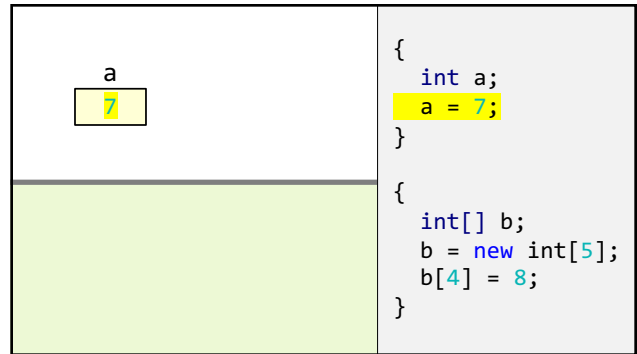 a
7
{
  int a;
  a = 7;
}
{
  int[] b;
  b = new int[5];
  b[4] = 8;
}